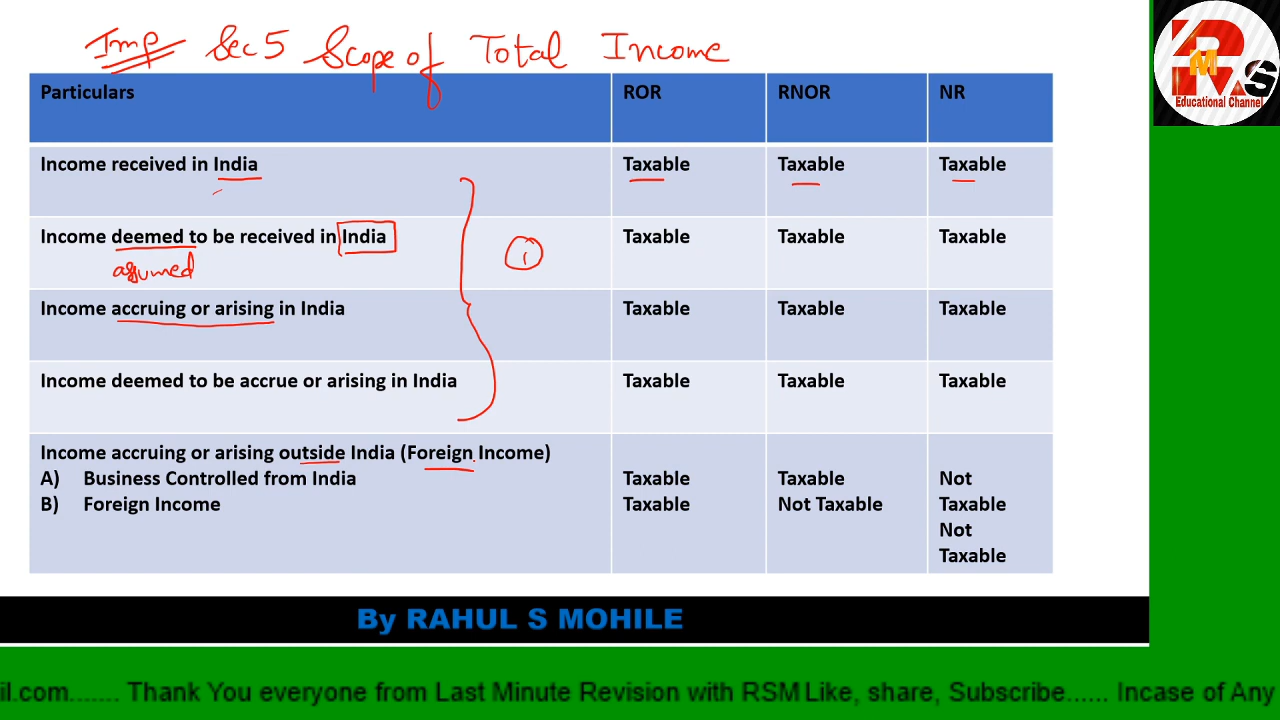 Imp Sec 5 Scope of Total Income
Particulars ROR RNOR NR
Income received in India Taxable Taxable Taxable
Income deemed to be received in India Taxable Taxable Taxable
assumed
1
Income accruing or arising in India Taxable Taxable Taxable
Income deemed to be accrue or arising in India Taxable Taxable Taxable
Income accruing or arising outside India (Foreign Income)
A) Business Controlled from India Taxable Taxable Not
B) Foreign Income Taxable Not Taxable Taxable
Not
Taxable
By RAHUL S MOHILE
il.com....... Thank You everyone from Last Minute Revision with RSM Like, share, Subscribe...... Incase of Any
Educational Channel